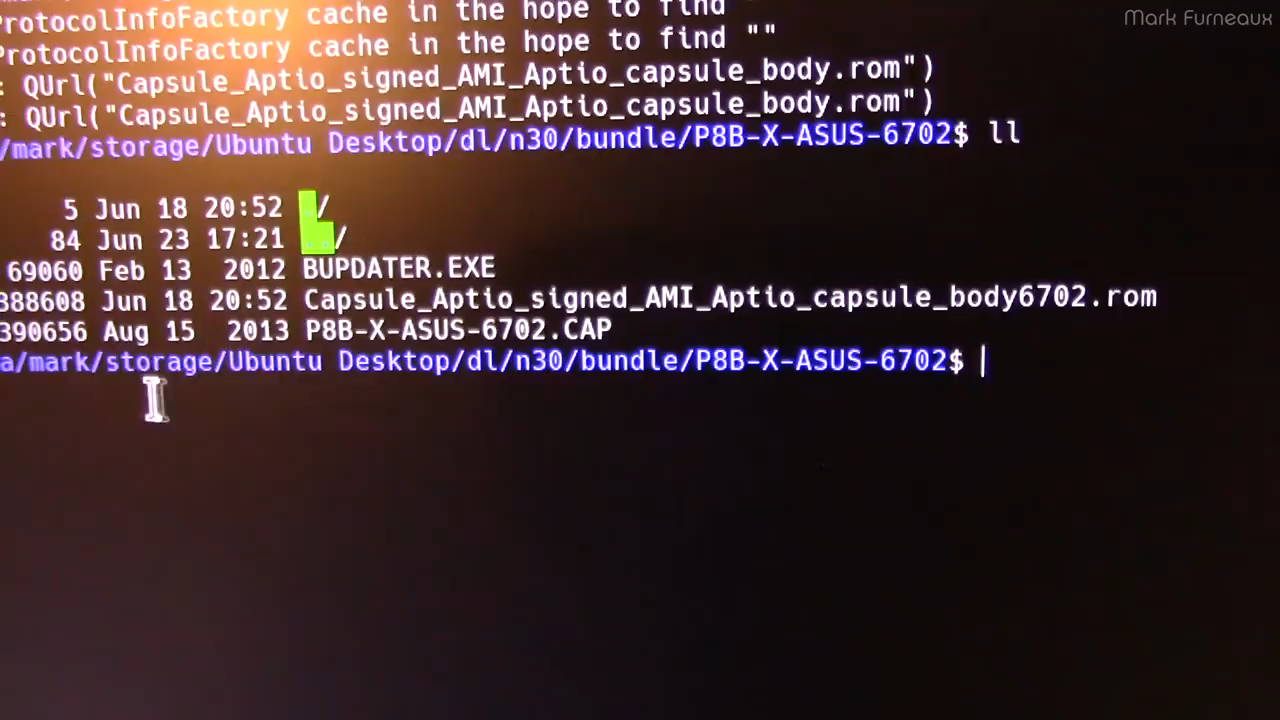 Mark Furneaux
ProtocolInfoFactory cache in the hope to find
ProtocolInfoFactory cache in the hope to find ""
: QUrl("Capsule_Aptio_signed_AMI_Aptio_capsule_body.rom")
: QUrl("Capsule_Aptio_signed_AMI_Aptio_capsule_body.rom")
/mark/storage/Ubuntu Desktop/dl/n30/bundle/P8B-X-ASUS-6702$ ll
5 Jun 18 20:52 ./
84 Jun 23 17:21 ../
69060 Feb 13 2012 BUPDATER.EXE
388608 Jun 18 20:52 Capsule_Aptio_signed_AMI_Aptio_capsule_body6702.rom
390656 Aug 15 2013 P8B-X-ASUS-6702.CAP
a/mark/storage/Ubuntu Desktop/dl/n30/bundle/P8B-X-ASUS-6702$